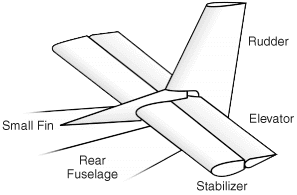 Rudder
Elevator
Small Fin
Rear
Fuselage
Stabilizer